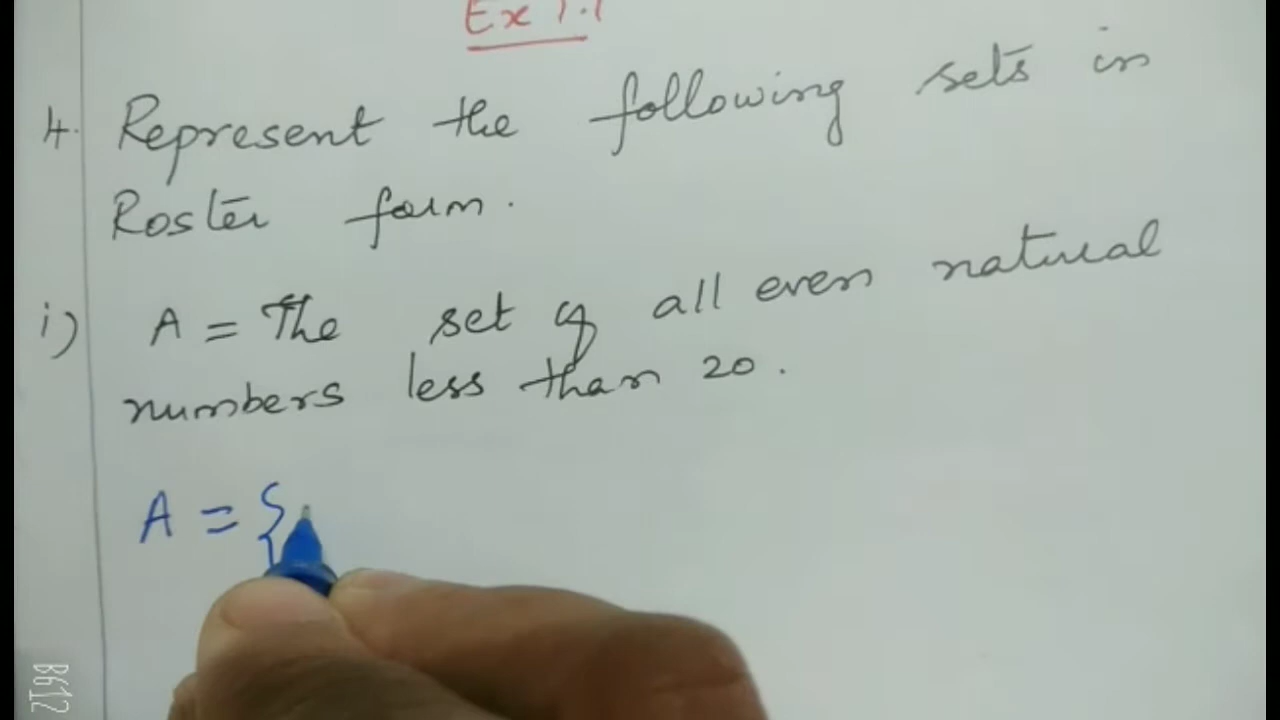 Ex 1.1
4. Represent the following sets in
Roster form.
i) A = The set of all even natural
numbers less than 20.
A = {
B612